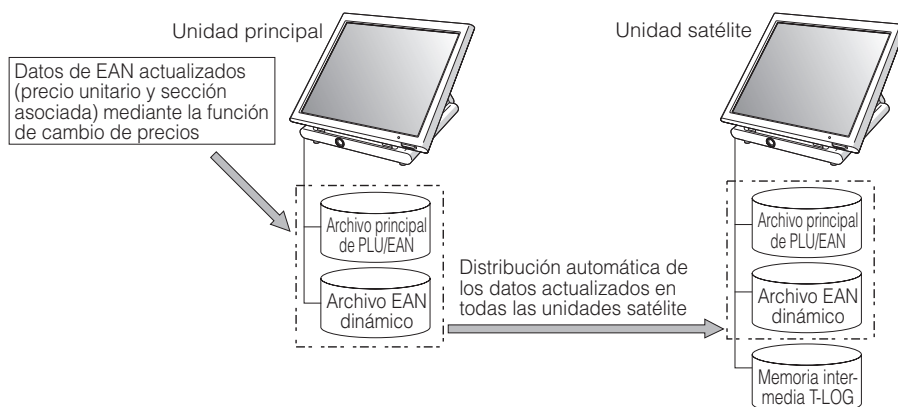 Unidad principal
Unidad satélite
Datos de EAN actualizados
(precio unitario y sección
asociada) mediante la función
de cambio de precios
Archivo principal
de PLU/EAN
Archivo EAN
dinámico
Distribución automática de
los datos actualizados en
todas las unidades satélite
Archivo principal
de PLU/EAN
Archivo EAN
dinámico
Memoria inter-
media T-LOG